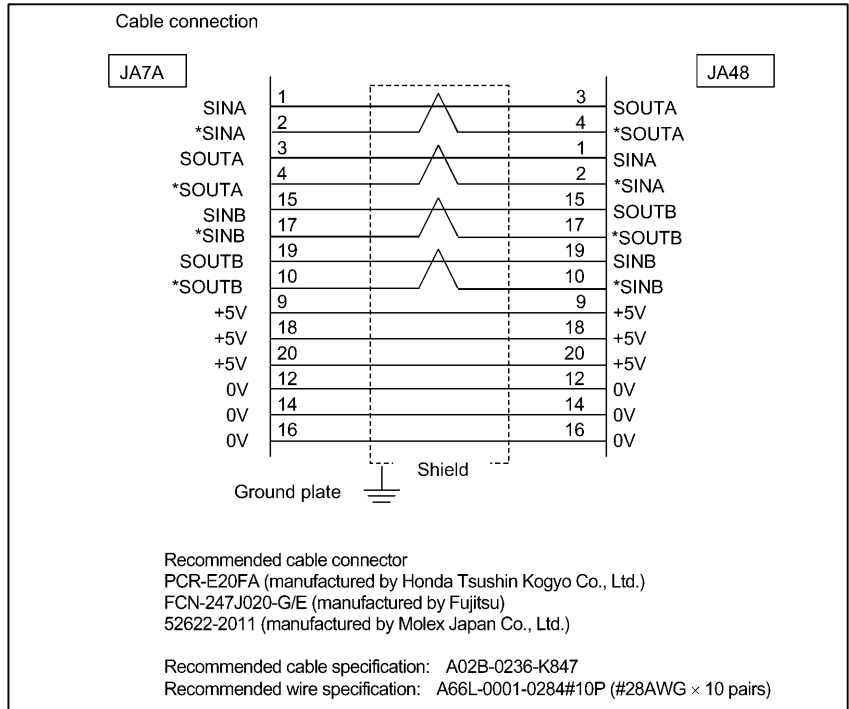 Cable connection
JA7A JA48
SINA 1 3 SOUTA
*SINA 2 4 *SOUTA
SOUTA 3 1 SINA
*SOUTA 4 2 *SINA
SINB 15 15 SOUTB
*SINB 17 17 *SOUTB
SOUTB 19 19 SINB
*SOUTB 10 10 *SINB
+5V 9 9 +5V
+5V 18 18 +5V
+5V 20 20 +5V
0V 12 12 0V
0V 14 14 0V
0V 16 16 0V
Shield
Ground plate
Recommended cable connector
PCR-E20FA (manufactured by Honda Tsushin Kogyo Co., Ltd.)
FCN-247J020-G/E (manufactured by Fujitsu)
52622-2011 (manufactured by Molex Japan Co., Ltd.)
Recommended cable specification: A02B-0236-K847
Recommended wire specification: A66L-0001-0284#10P (#28AWG × 10 pairs)